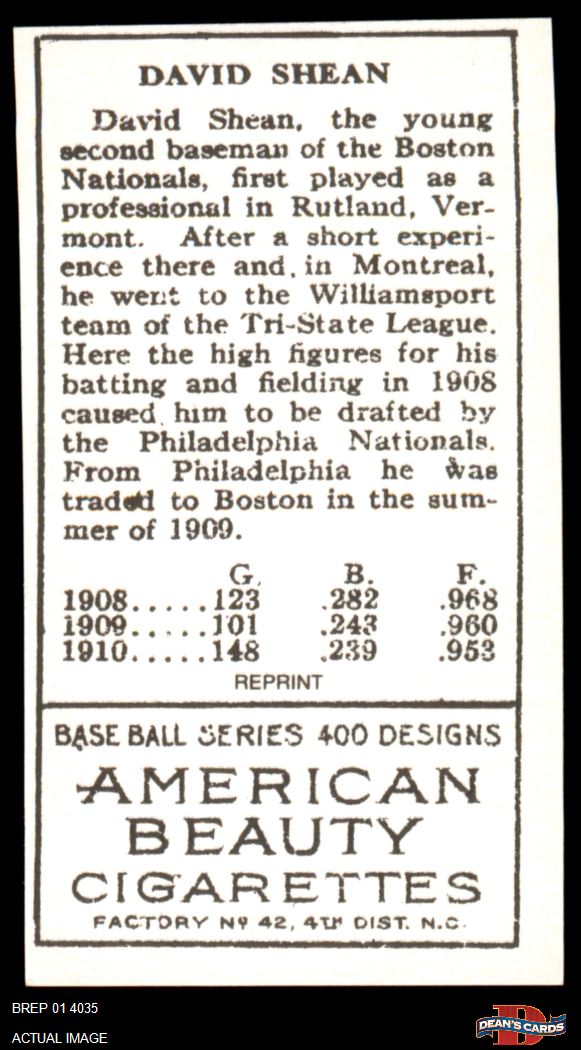 DAVID SHEAN
David Shean, the young
second baseman of the Boston
Nationals, first played as a
professional in Rutland, Ver-
mont. After a short experi-
ence there and, in Montreal,
he went to the Williamsport
team of the Tri-State League.
Here the high figures for his
batting and fielding in 1908
caused him to be drafted by
the Philadelphia Nationals.
From Philadelphia he was
traded to Boston in the sum-
mer of 1909.
G. B. F.
1908.....123 .282 .968
1909.....101 .243 .960
1910.....148 .239 .953
REPRINT
BASE BALL SERIES 400 DESIGNS
AMERICAN
BEAUTY
CIGARETTES
FACTORY Nº 42, 4TH DIST. N.C.
BREP 01 4035
ACTUAL IMAGE
D
DEAN'S CARDS